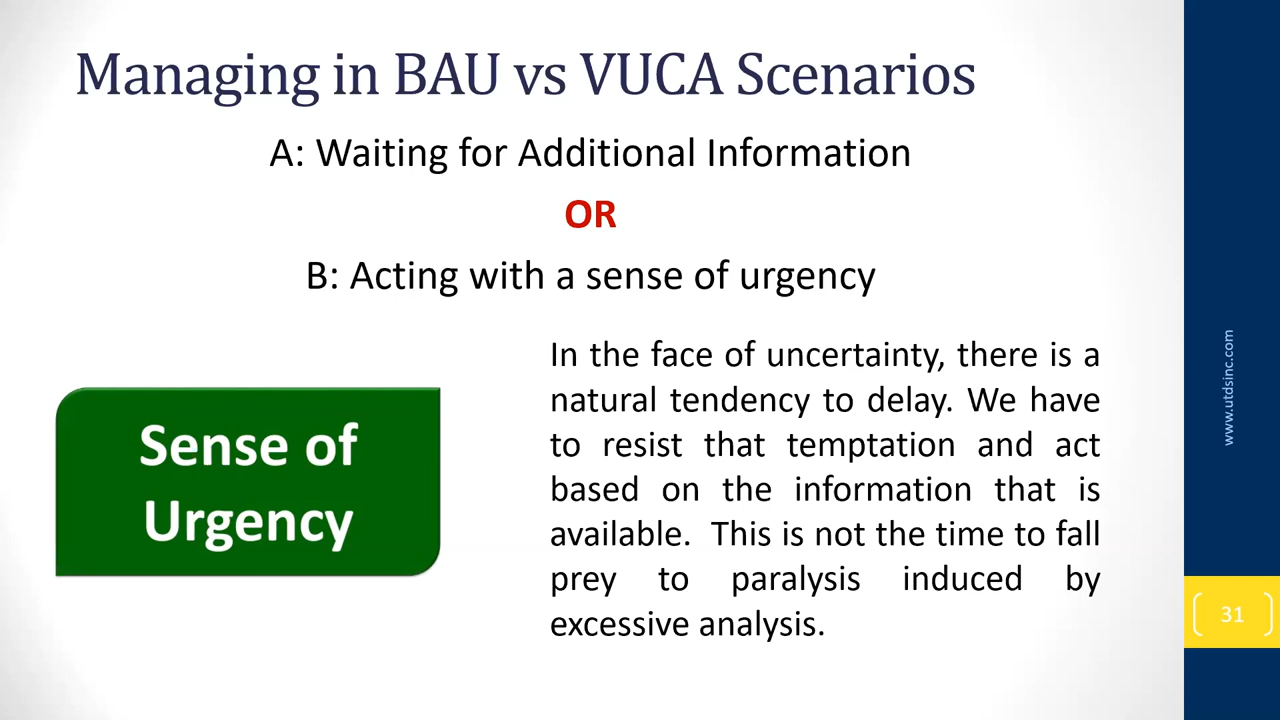 Managing in BAU vs VUCA Scenarios
A: Waiting for Additional Information
OR
B: Acting with a sense of urgency
Sense of
Urgency
In the face of uncertainty, there is a
natural tendency to delay. We have
to resist that temptation and act
based on the information that is
available. This is not the time to fall
prey to paralysis induced by
excessive analysis.
www.utdsinc.com
31